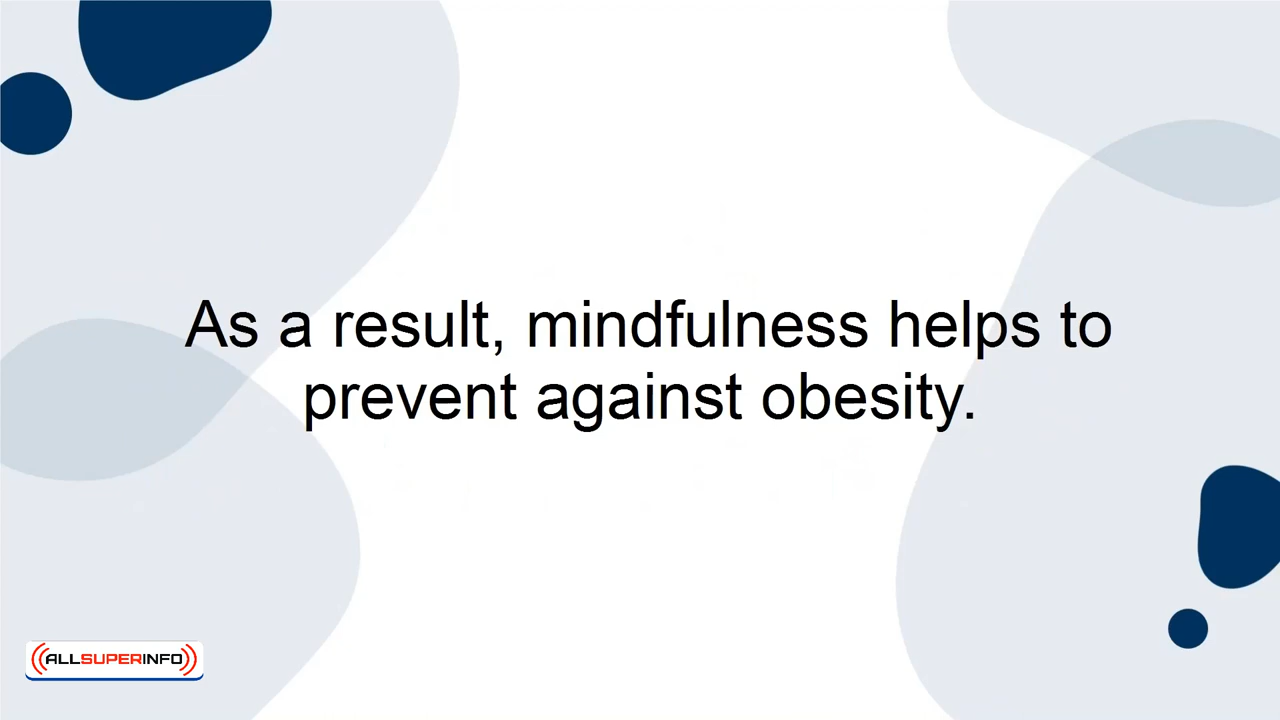 As a result, mindfulness helps to
prevent against obesity.
ALLSUPERINFO